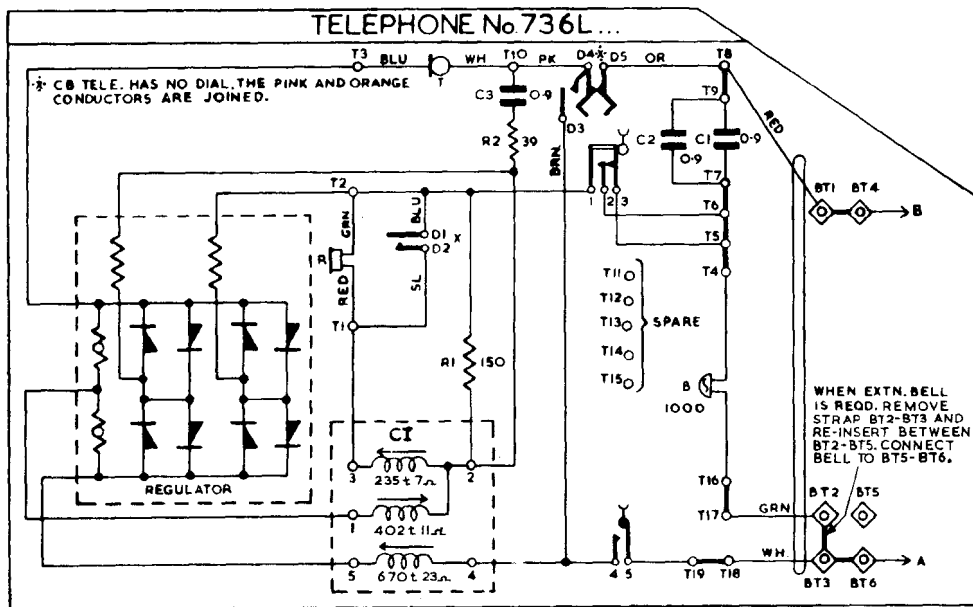 TELEPHONE No. 736L...
T3 BLU T WH T10 PK D4 ※ D5 OR T8
※ CB TELE. HAS NO DIAL. THE PINK AND ORANGE
CONDUCTORS ARE JOINED.
T9
C3 0·9
D3
RED
C2 0·9 C1 0·9
R2 39
BRN.
T7
T2
1 2 3
T6
BT1 BT4
B
GRN
BLU
D1 X
D2
T5
R
RED
SL
T4
T11
T12
T13
SPARE
T14
T15
T1
R1 150
B
1000
WHEN EXTN. BELL
IS REQD. REMOVE
STRAP BT2-BT3 AND
RE-INSERT BETWEEN
BT2-BT5. CONNECT
BELL TO BT5-BT6.
CI
3 235t 7Ω 2
REGULATOR
T16
BT2 BT5
1 402t 11Ω
T17 GRN
5 670t 23Ω 4
4 5 T19 T18 WH.
A
BT3 BT6